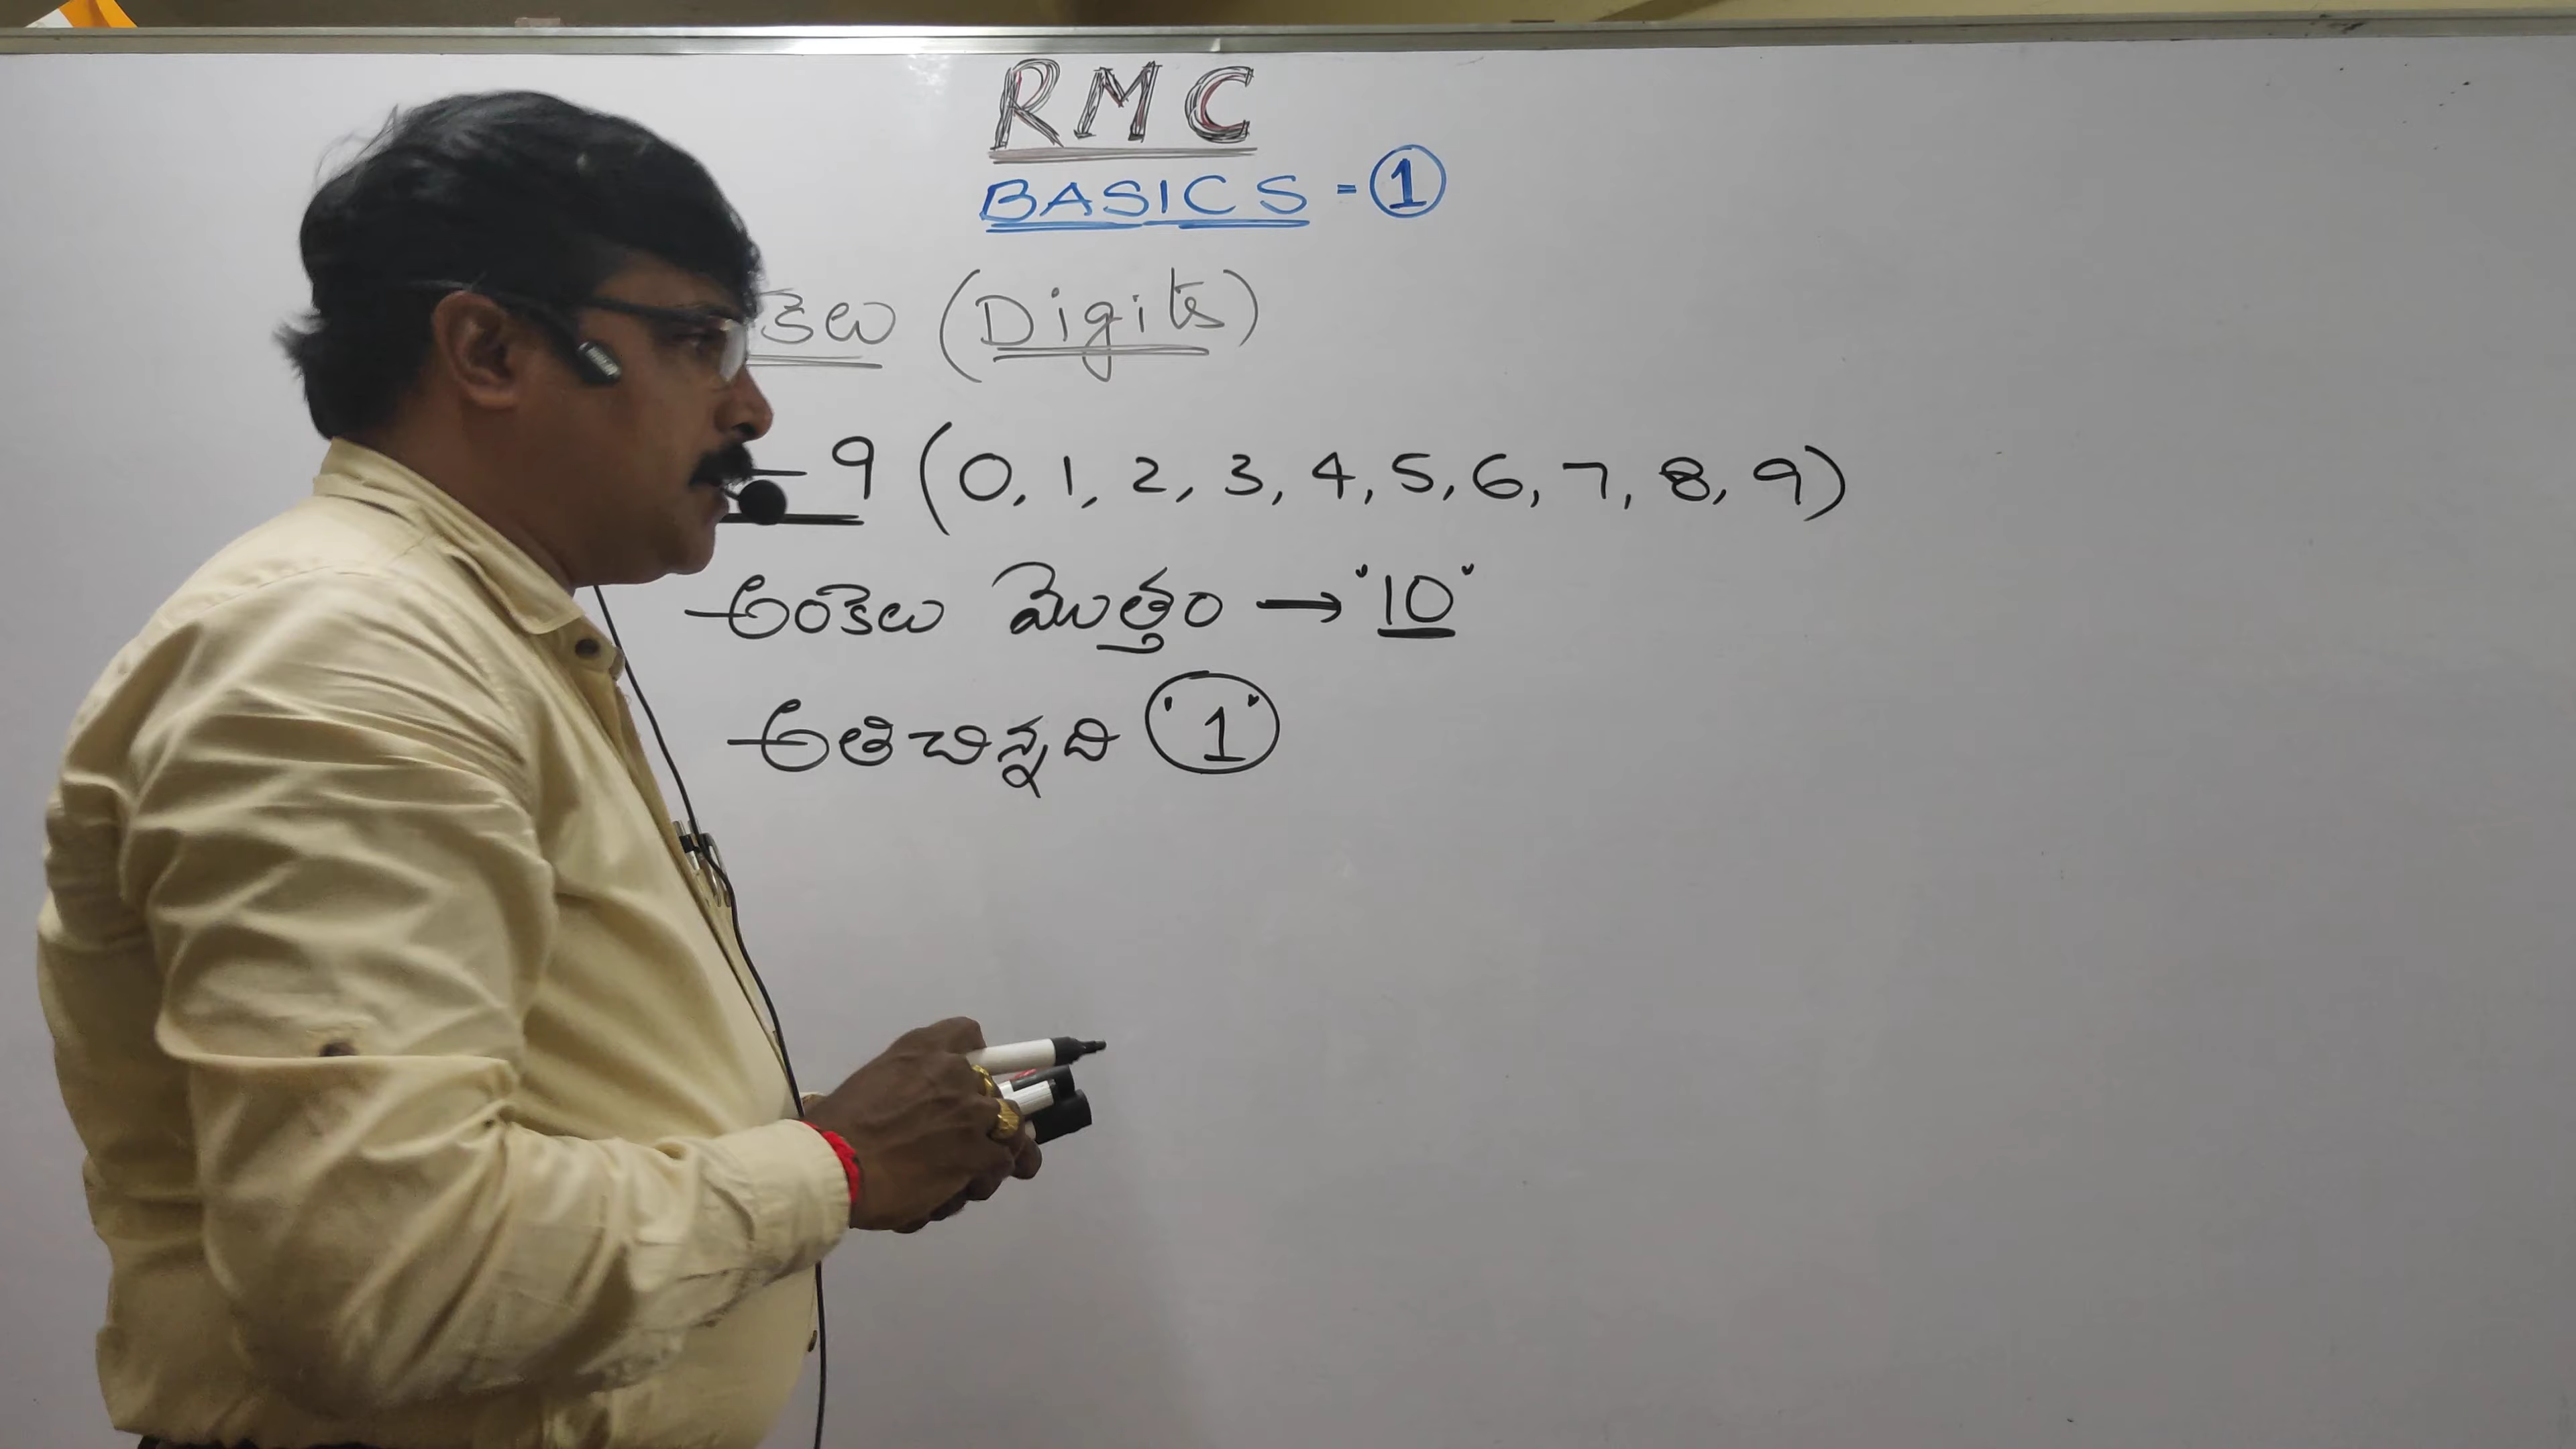 RMC
BASICS - 1
కెలు (Digits)
- 9 (0, 1, 2, 3, 4, 5, 6, 7, 8, 9)
అంకెలు మొత్తం → "10"
అతిచిన్నది "1"